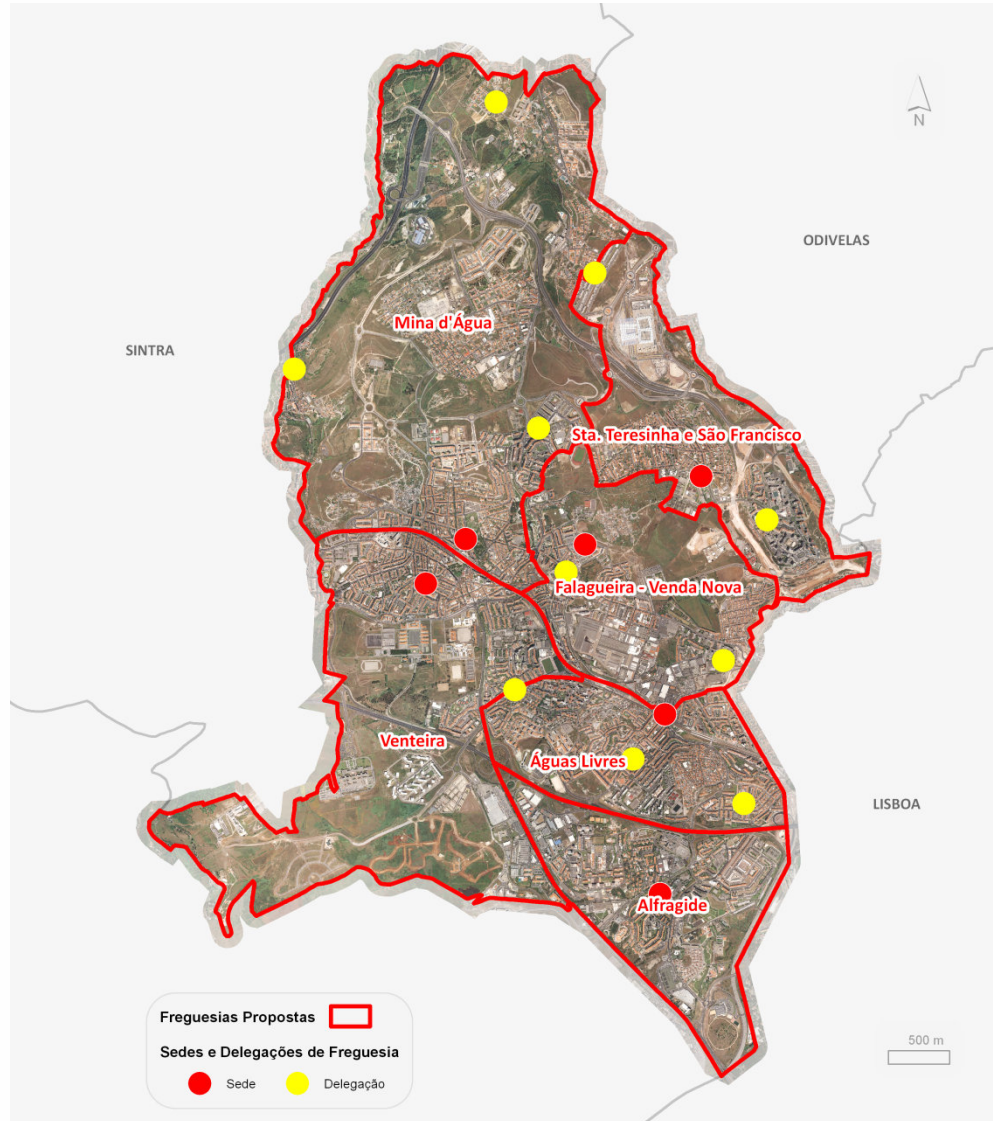 N
ODIVELAS
Mina d'Água
SINTRA
Sta. Teresinha e São Francisco
Falagueira - Venda Nova
Venteira
Águas Livres
LISBOA
Alfragide
Freguesias Propostas
Sedes e Delegações de Freguesia
Sede
Delegação
500 m